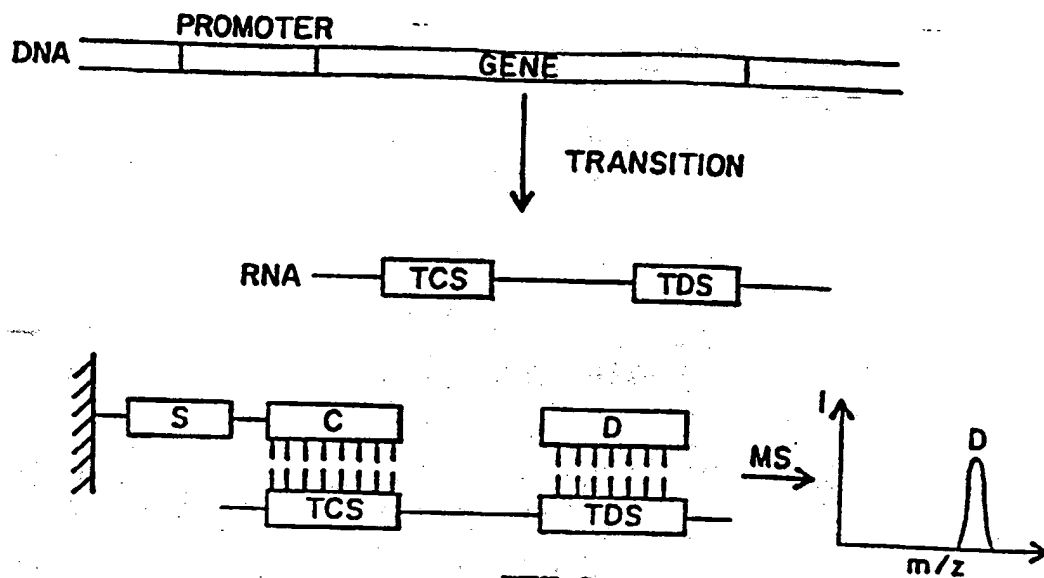 PROMOTER
DNA
GENE
TRANSITION
RNA
TCS
TDS
S
C
D
TCS
TDS
MS
I
D
m/z